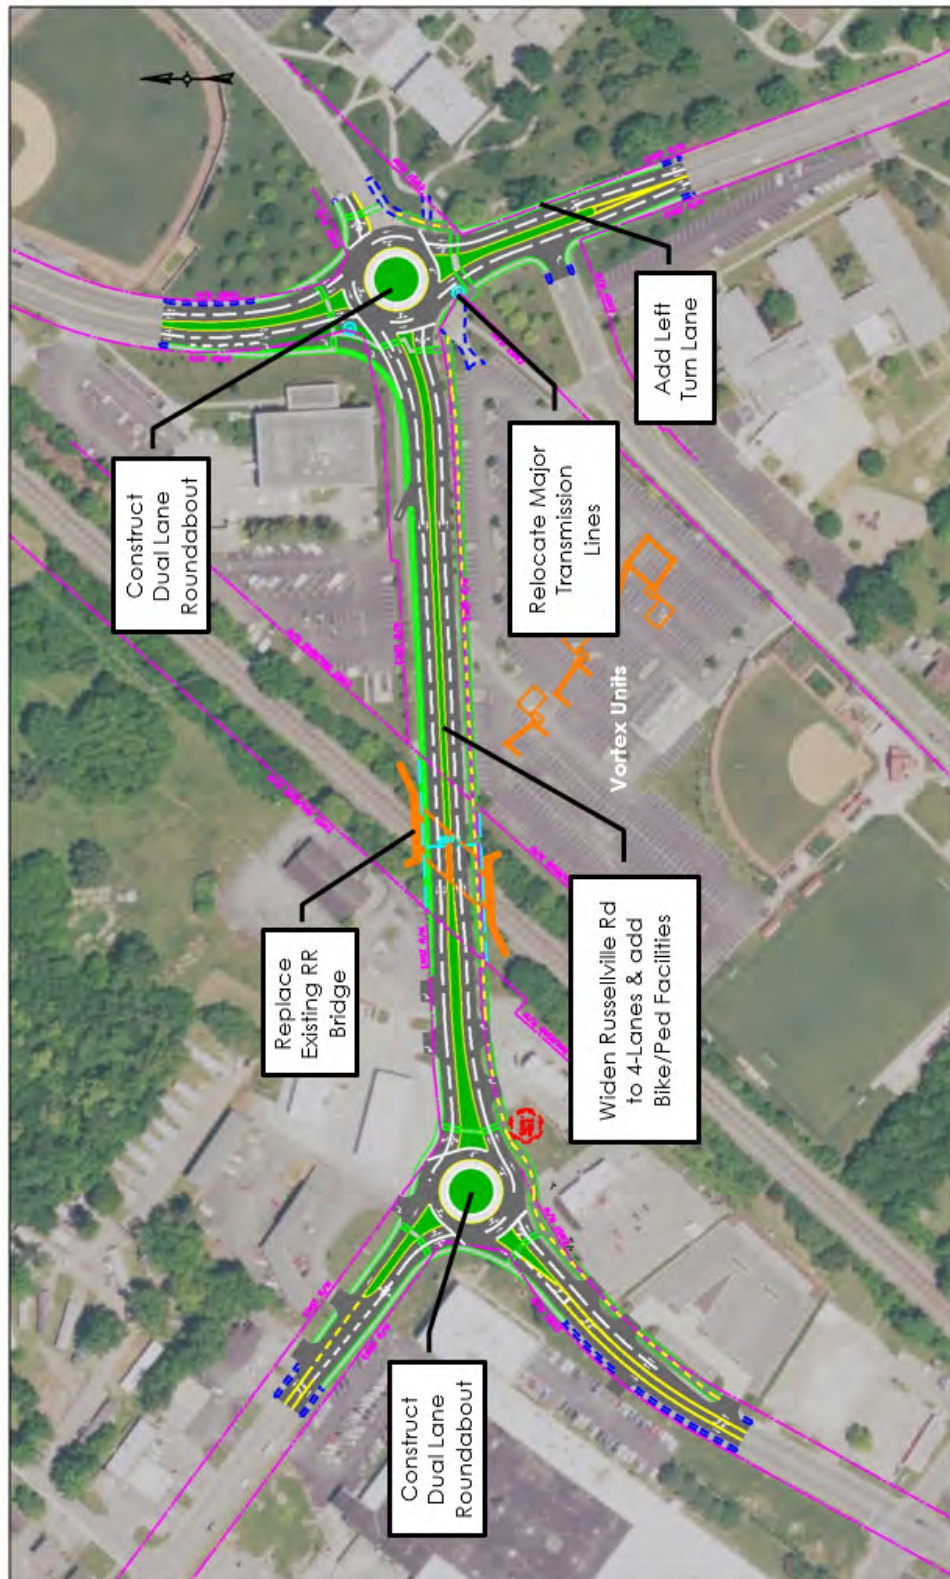 Construct
Dual Lane
Roundabout
Replace
Existing RR
Bridge
Construct
Dual Lane
Roundabout
Add Left
Turn Lane
Relocate Major
Transmission
Lines
Vortex Units
Widen Russellville Rd
to 4-Lanes & add
Bike/Ped Facilities